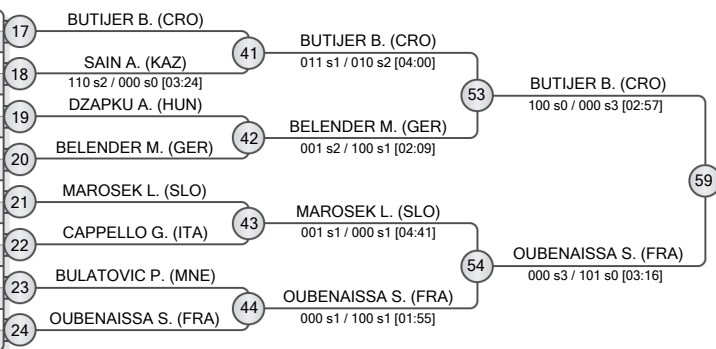 17 BUTIJER B. (CRO)
18 SAIN A. (KAZ)
110 s2 / 000 s0 [03:24]
19 DZAPKU A. (HUN)
20 BELENDER M. (GER)
21 MAROSEK L. (SLO)
22 CAPPELLO G. (ITA)
23 BULATOVIC P. (MNE)
24 OUBENAISSA S. (FRA)
41 BUTIJER B. (CRO)
011 s1 / 010 s2 [04:00]
42 BELENDER M. (GER)
001 s2 / 100 s1 [02:09]
43 MAROSEK L. (SLO)
001 s1 / 000 s1 [04:41]
44 OUBENAISSA S. (FRA)
000 s1 / 100 s1 [01:55]
53 BUTIJER B. (CRO)
100 s0 / 000 s3 [02:57]
54 OUBENAISSA S. (FRA)
000 s3 / 101 s0 [03:16]
59